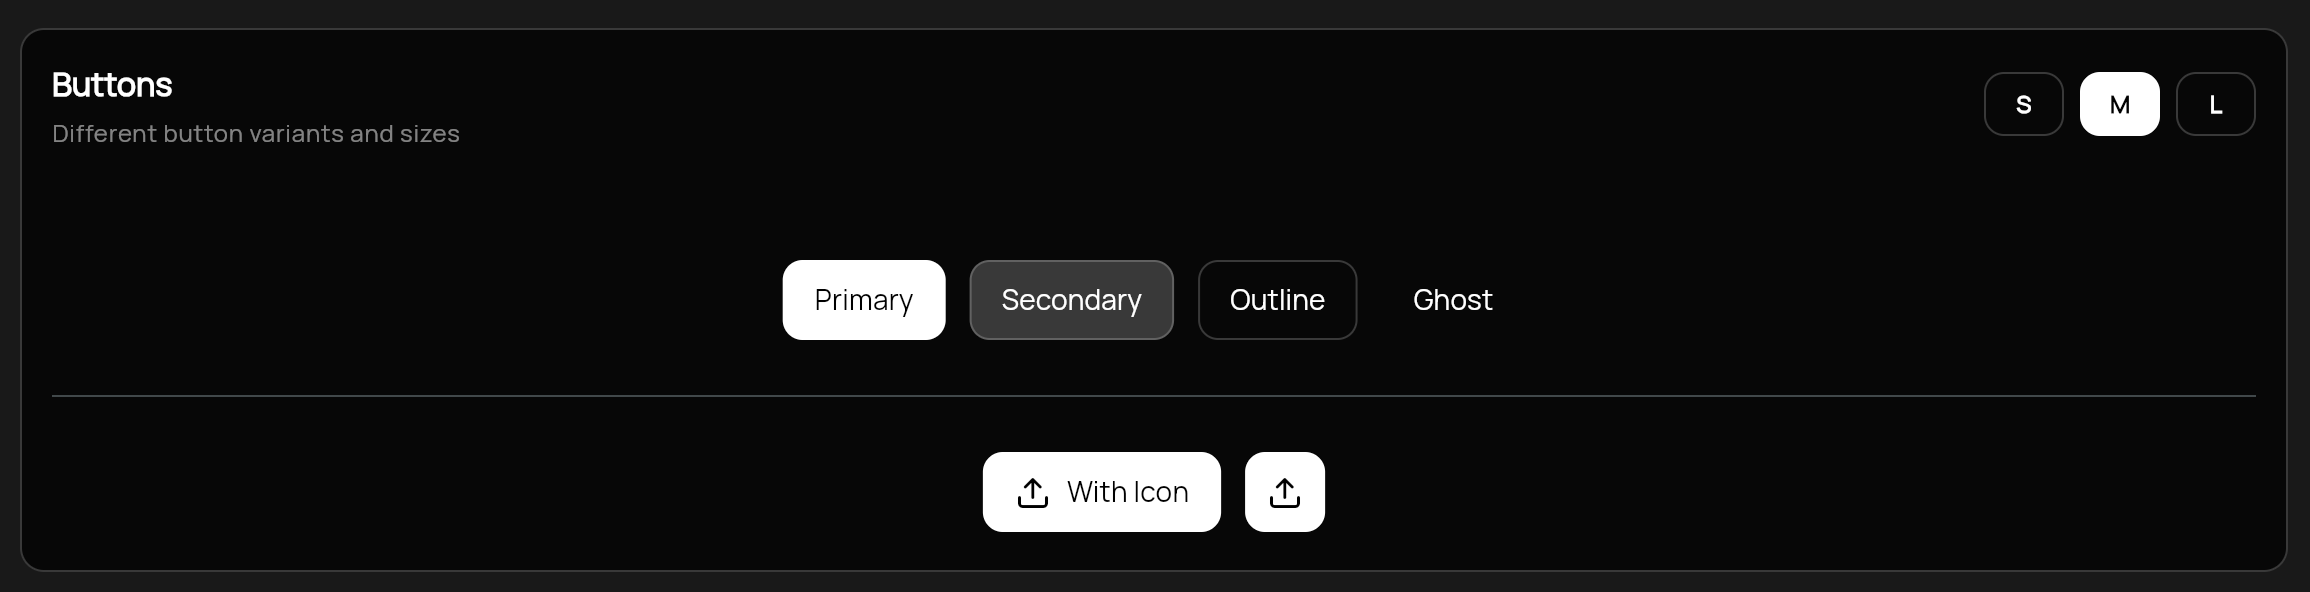 Buttons
Different button variants and sizes
S M L
Primary Secondary Outline Ghost
With Icon